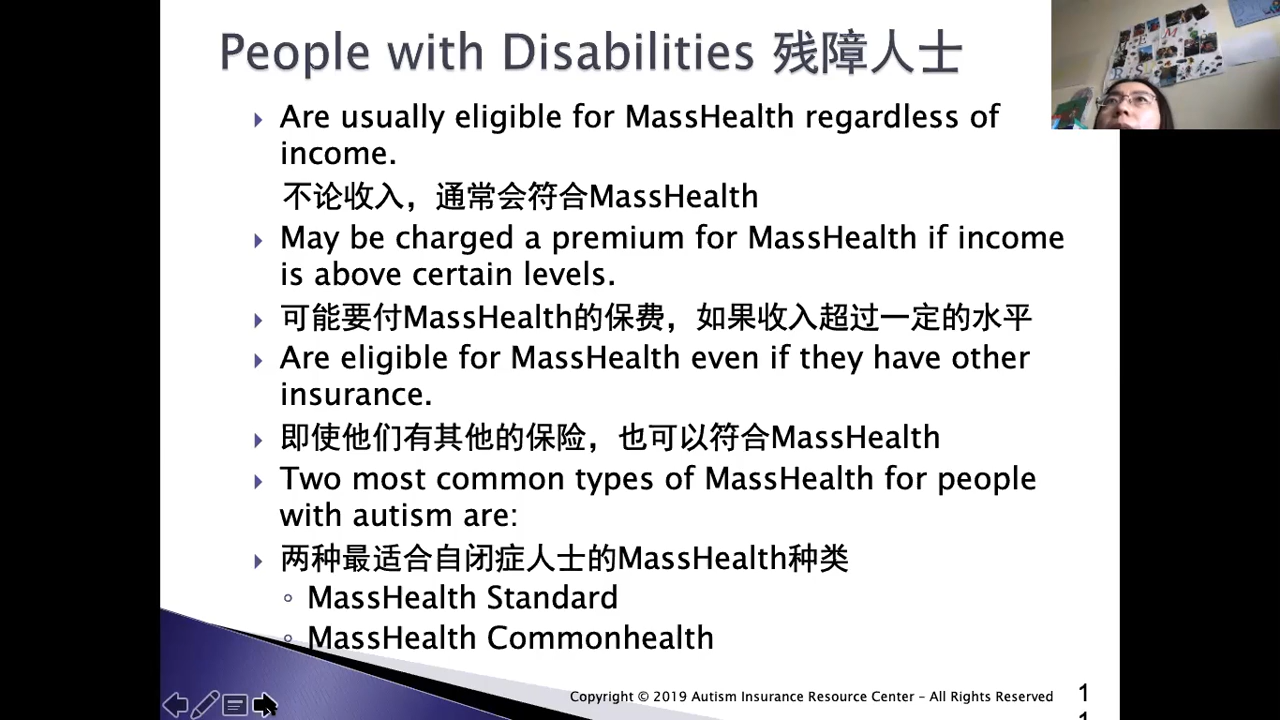 People with Disabilities 残障人士
Are usually eligible for MassHealth regardless of
income.
不论收入，通常会符合MassHealth
May be charged a premium for MassHealth if income
is above certain levels.
可能要付MassHealth的保费，如果收入超过一定的水平
Are eligible for MassHealth even if they have other
insurance.
即使他们有其他的保险，也可以符合MassHealth
Two most common types of MassHealth for people
with autism are:
两种最适合自闭症人士的MassHealth种类
MassHealth Standard
MassHealth Commonhealth
Copyright © 2019 Autism Insurance Resource Center – All Rights Reserved
1
1